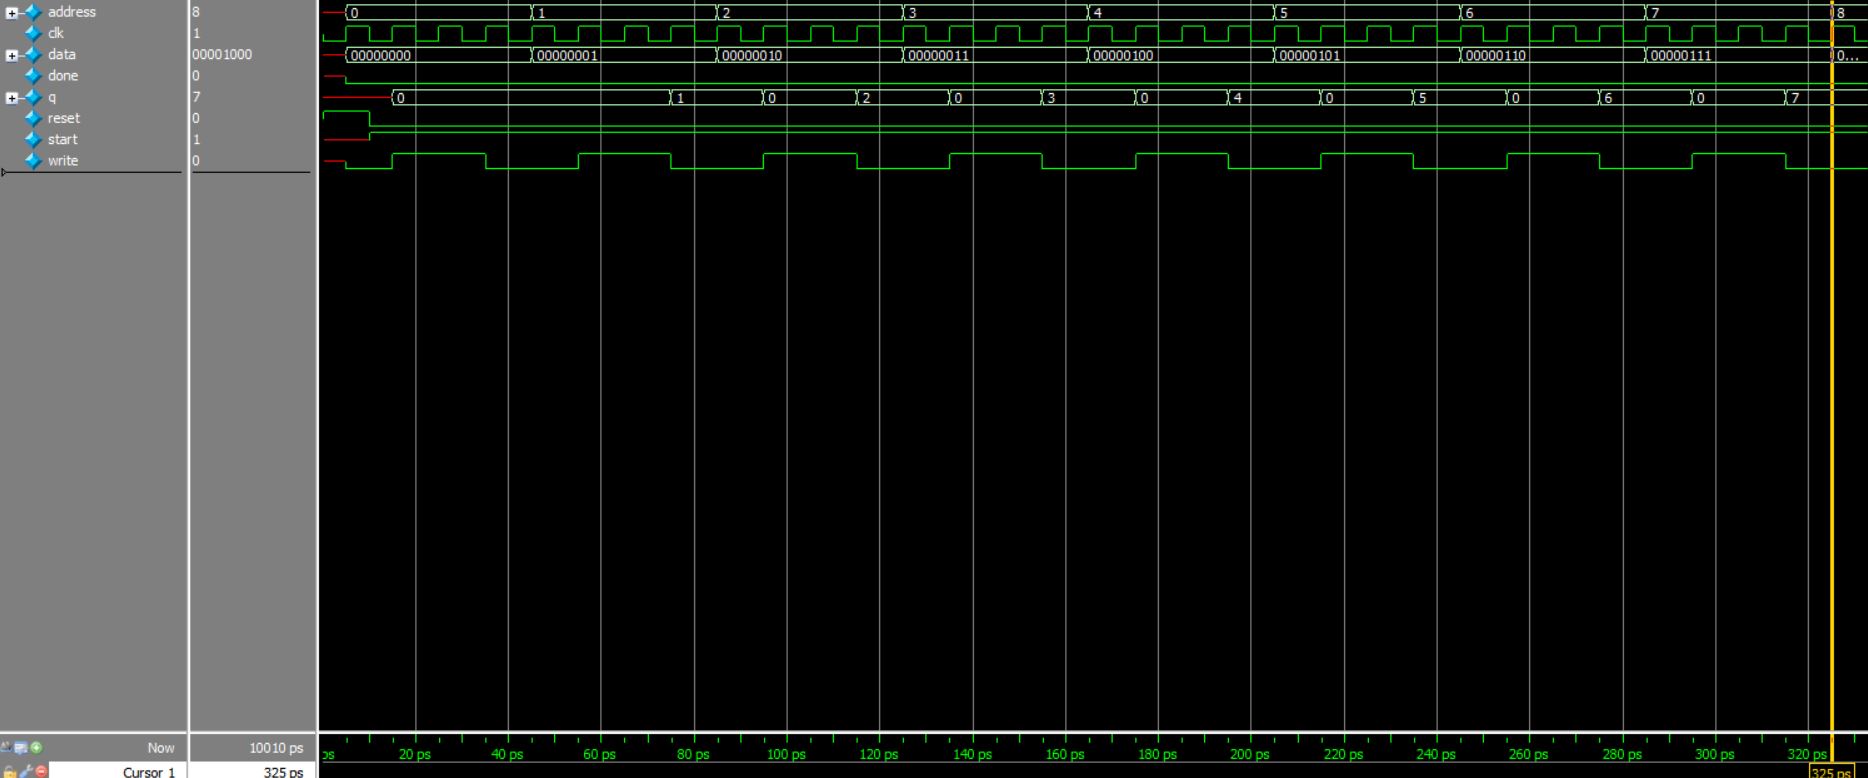 address 8 0 1 2 3 4 5 6 7 8
clk 1
data 00001000 00000000 00000001 00000010 00000011 00000100 00000101 00000110 00000111 0...
done 0
q 7 0 1 0 2 0 3 0 4 0 5 0 6 0 7
reset 0
start 1
write 0
Now 10010 ps ps 20 ps 40 ps 60 ps 80 ps 100 ps 120 ps 140 ps 160 ps 180 ps 200 ps 220 ps 240 ps 260 ps 280 ps 300 ps 320 ps
Cursor 1 325 ps 325 ps